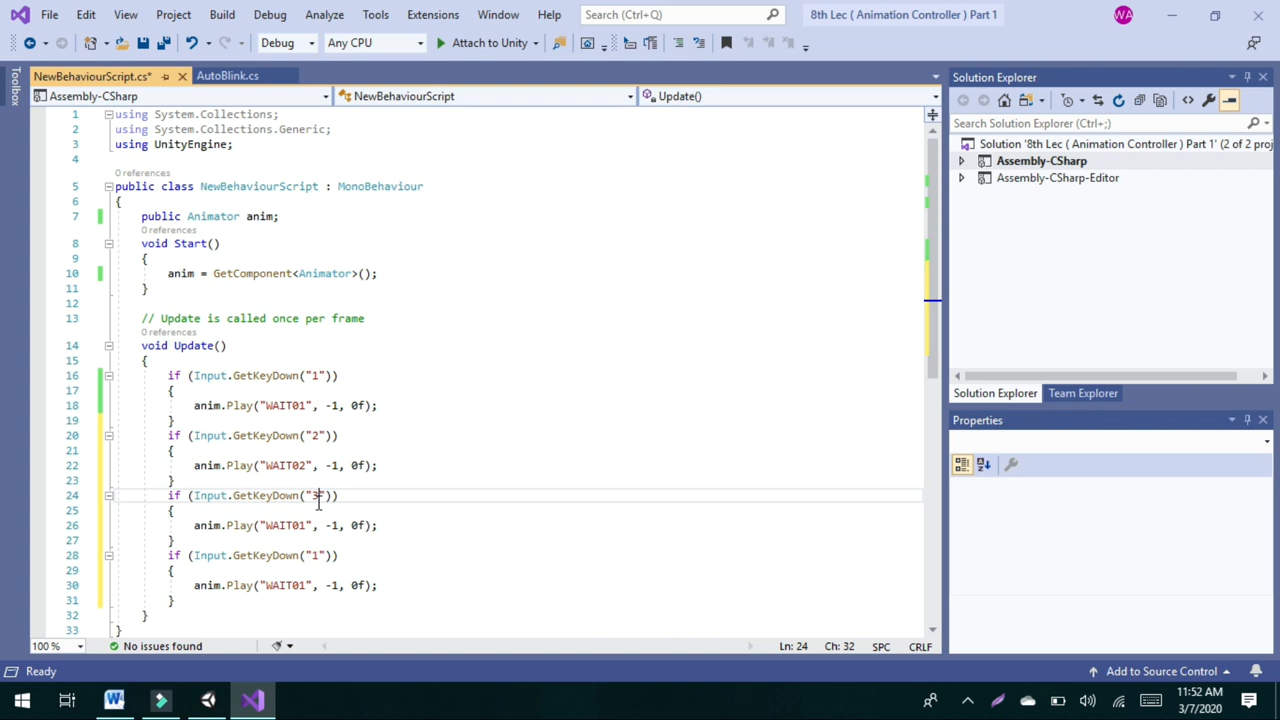 File Edit View Project Build Debug Analyze Tools Extensions Window Help Search (Ctrl+Q) 8th Lec ( Animation Controller ) Part 1 WA
Debug Any CPU Attach to Unity
Toolbox
NewBehaviourScript.cs* AutoBlink.cs
Assembly-CSharp NewBehaviourScript Update()
1 using System.Collections;
2 using System.Collections.Generic;
3 using UnityEngine;
4
0 references
5 public class NewBehaviourScript : MonoBehaviour
6 {
7 public Animator anim;
0 references
8 void Start()
9 {
10 anim = GetComponent<Animator>();
11 }
12
13 // Update is called once per frame
0 references
14 void Update()
15 {
16 if (Input.GetKeyDown("1"))
17 {
18 anim.Play("WAIT01", -1, 0f);
19 }
20 if (Input.GetKeyDown("2"))
21 {
22 anim.Play("WAIT02", -1, 0f);
23 }
24 if (Input.GetKeyDown("3"))
25 {
26 anim.Play("WAIT01", -1, 0f);
27 }
28 if (Input.GetKeyDown("1"))
29 {
30 anim.Play("WAIT01", -1, 0f);
31 }
32 }
33 }
100 % No issues found Ln: 24 Ch: 32 SPC CRLF
Solution Explorer
Search Solution Explorer (Ctrl+;)
Solution '8th Lec ( Animation Controller ) Part 1' (2 of 2 proj
Assembly-CSharp
Assembly-CSharp-Editor
Solution Explorer Team Explorer
Properties
Ready Add to Source Control
11:52 AM
3/7/2020